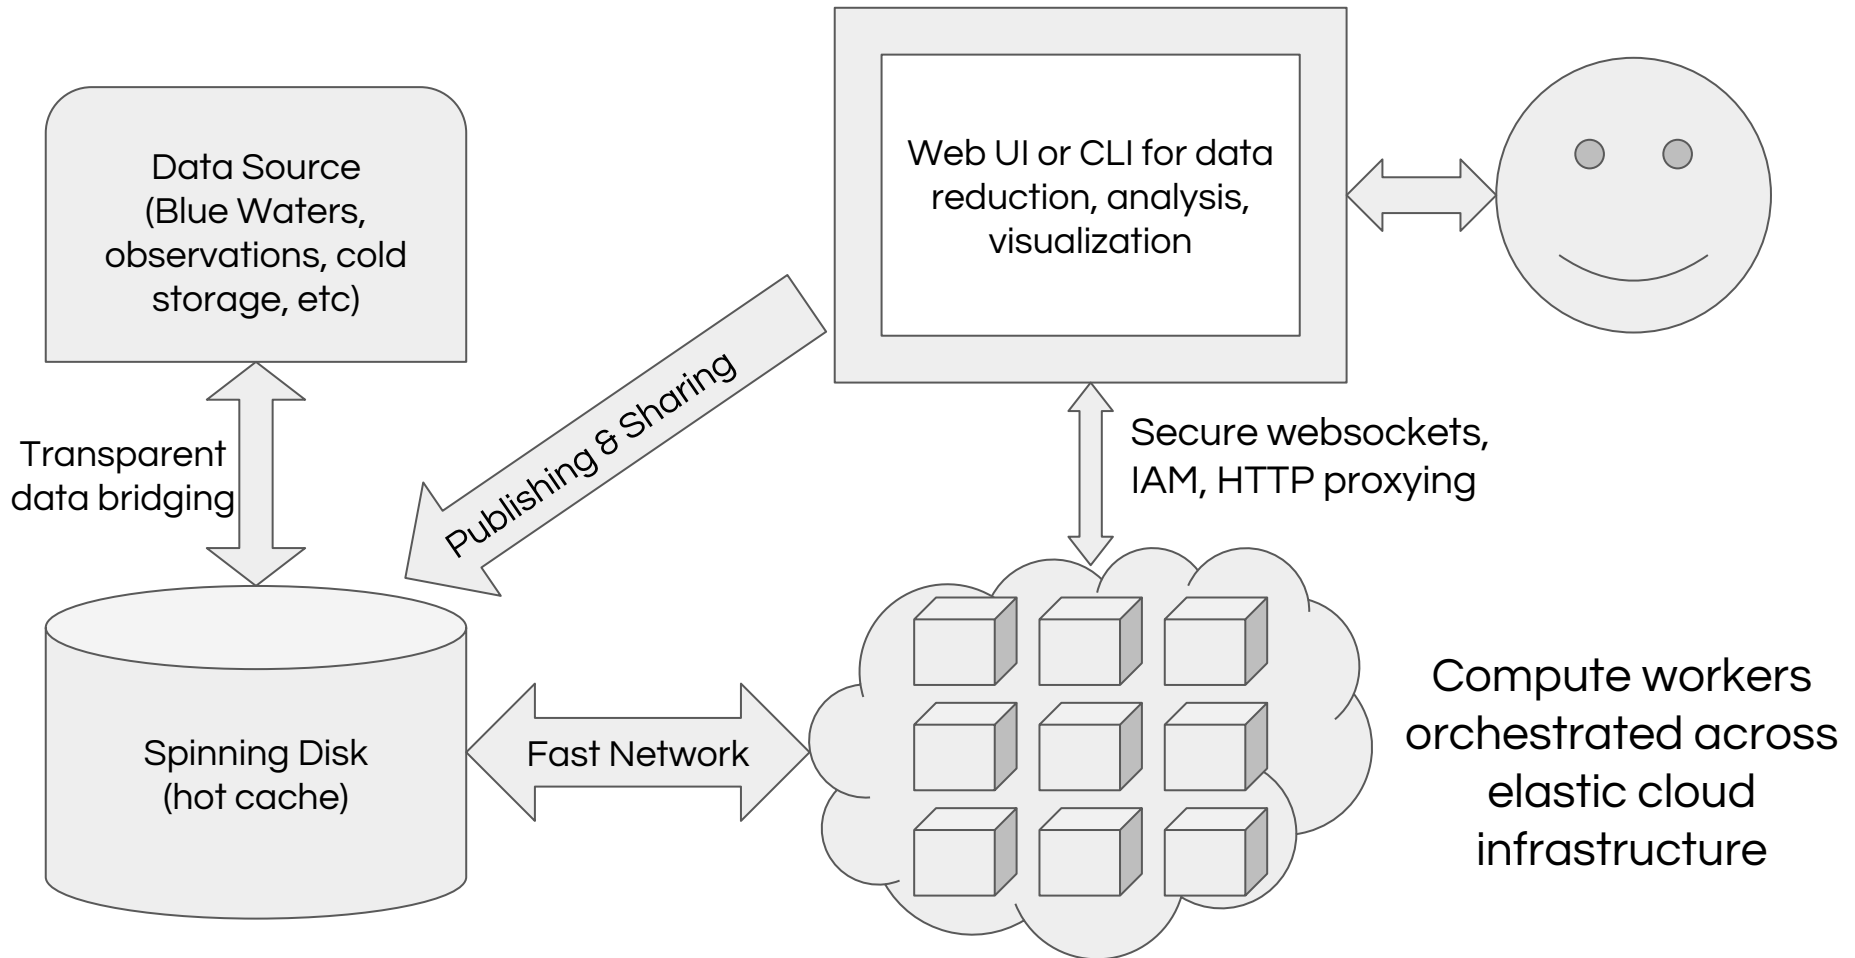 Data Source
(Blue Waters,
observations, cold
storage, etc)
Web UI or CLI for data
reduction, analysis,
visualization
Publishing & Sharing
Transparent
data bridging
Secure websockets,
IAM, HTTP proxying
Spinning Disk
(hot cache)
Fast Network
Compute workers
orchestrated across
elastic cloud
infrastructure